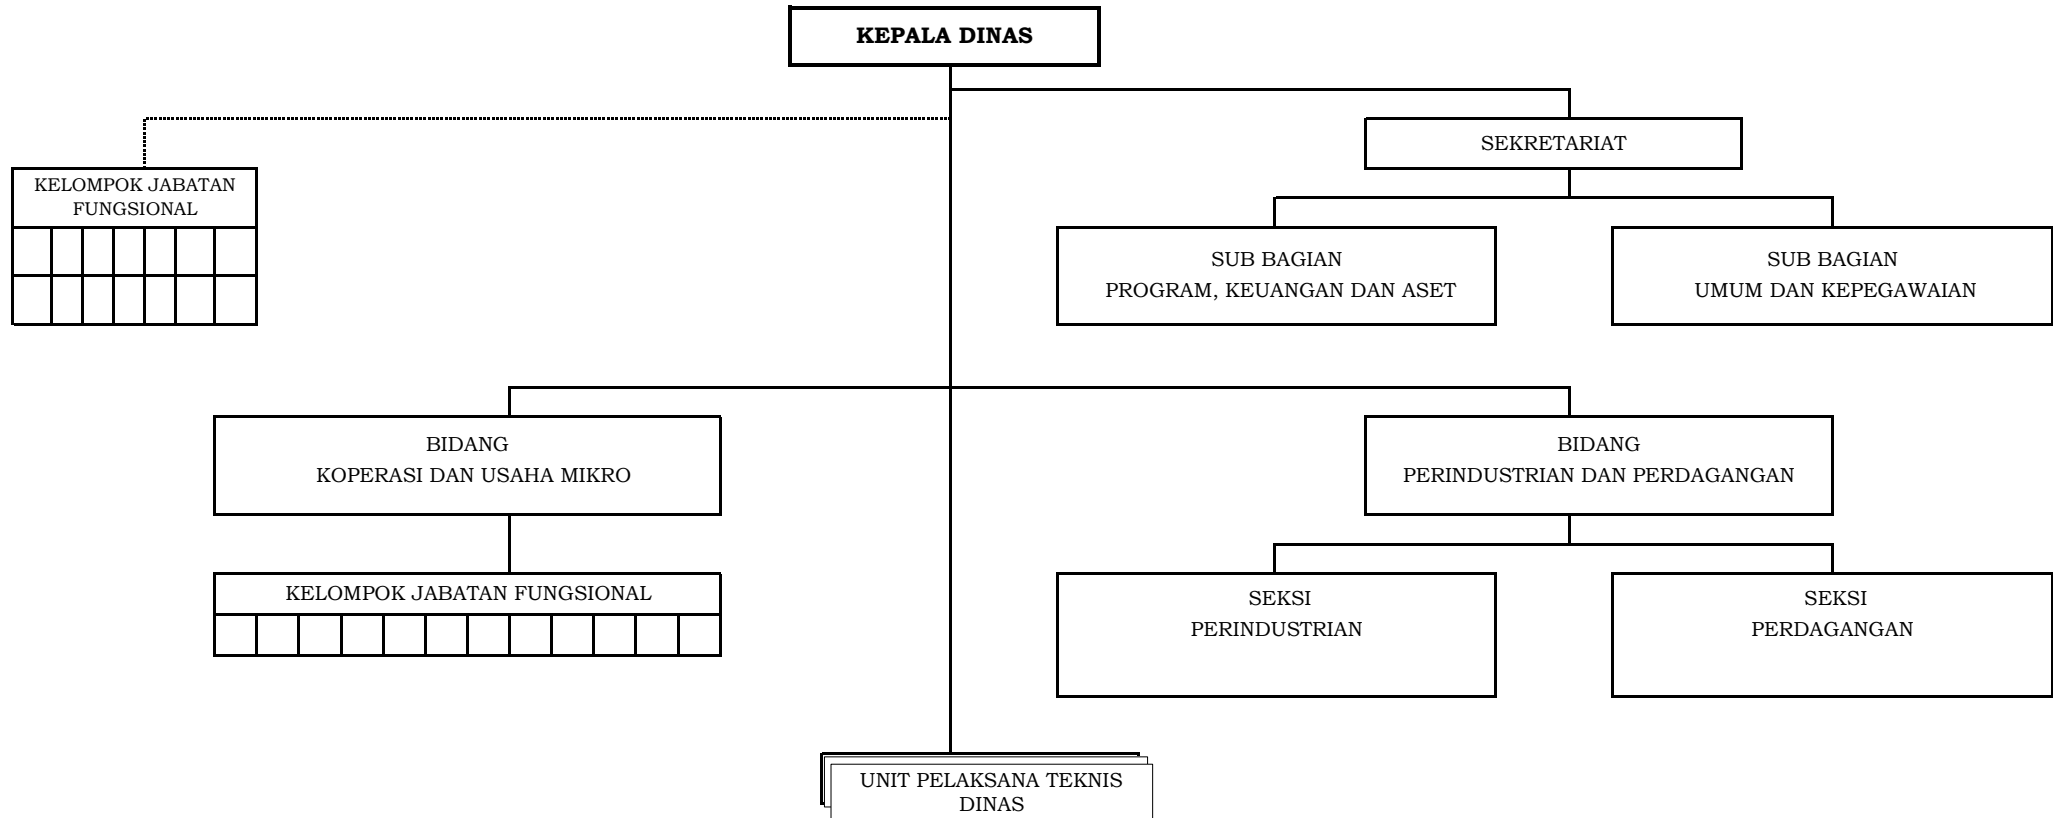 KEPALA DINAS
SEKRETARIAT
KELOMPOK JABATAN
FUNGSIONAL
SUB BAGIAN
PROGRAM, KEUANGAN DAN ASET
SUB BAGIAN
UMUM DAN KEPEGAWAIAN
BIDANG
KOPERASI DAN USAHA MIKRO
BIDANG
PERINDUSTRIAN DAN PERDAGANGAN
KELOMPOK JABATAN FUNGSIONAL
SEKSI
PERINDUSTRIAN
SEKSI
PERDAGANGAN
UNIT PELAKSANA TEKNIS
DINAS